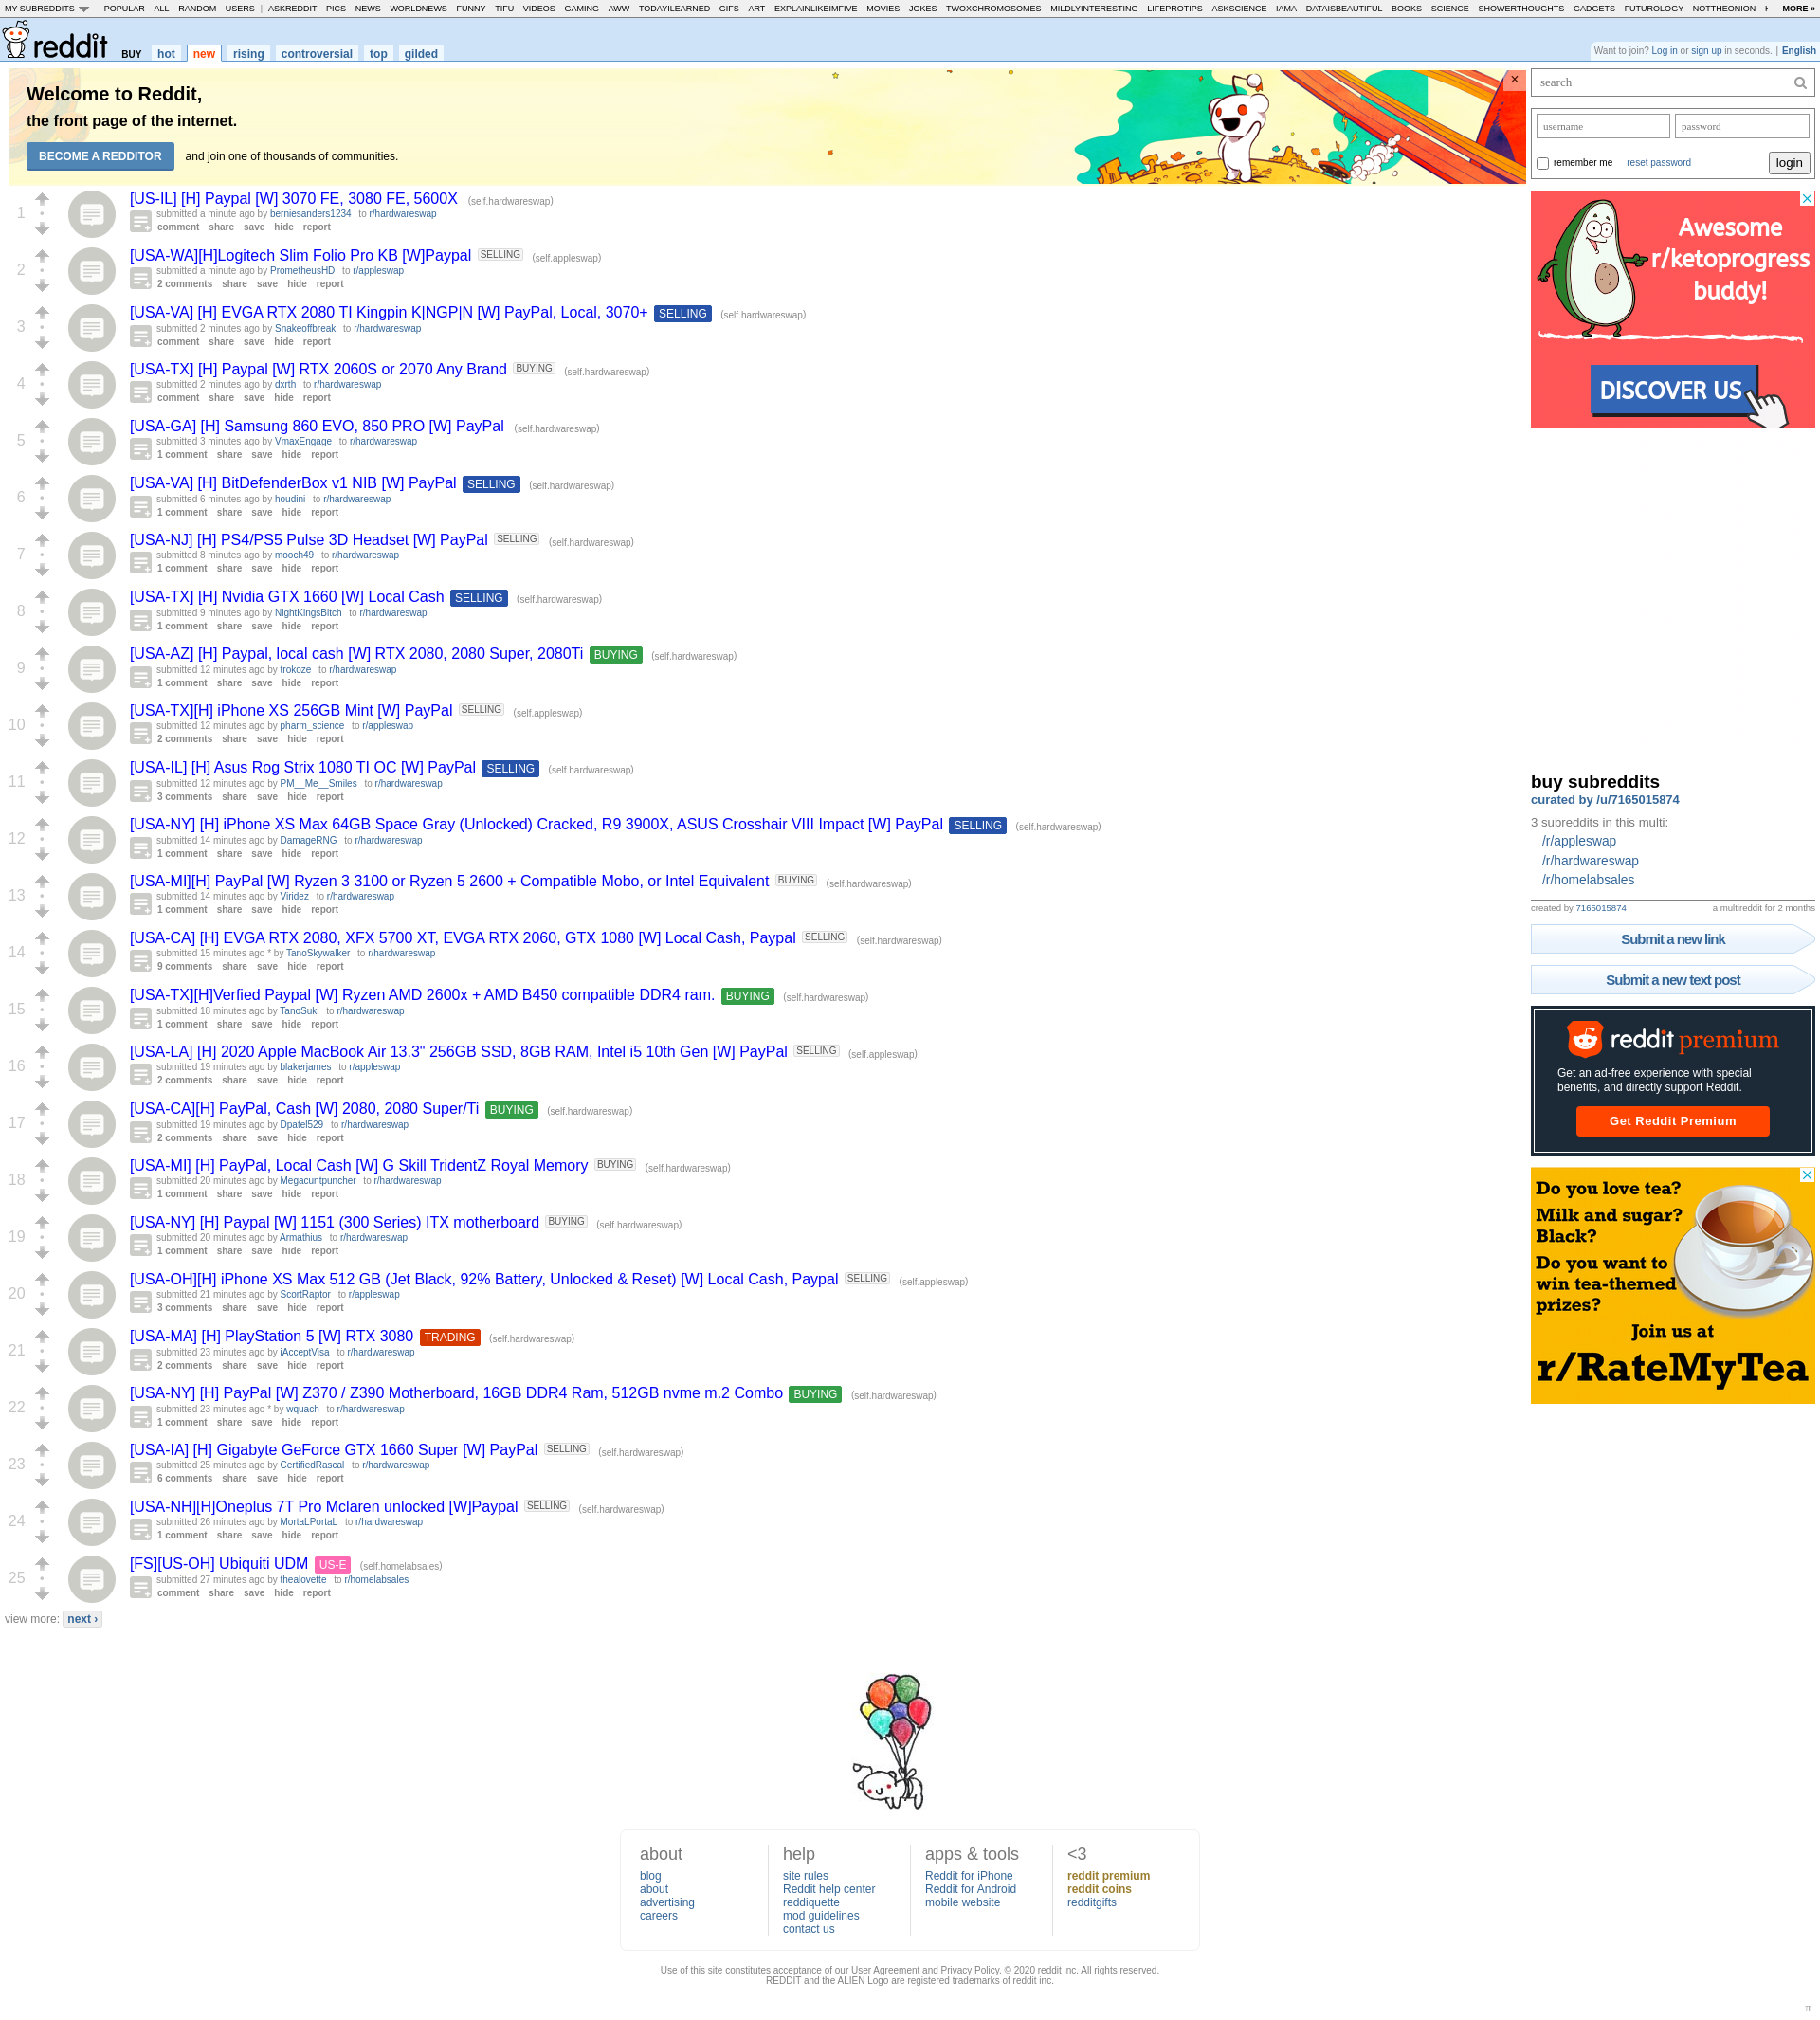 MY SUBREDDITS POPULAR - ALL - RANDOM - USERS | ASKREDDIT - PICS - NEWS - WORLDNEWS - FUNNY - TIFU - VIDEOS - GAMING - AWW - TODAYILEARNED - GIFS - ART - EXPLAINLIKEIMFIVE - MOVIES - JOKES - TWOXCHROMOSOMES - MILDLYINTERESTING - LIFEPROTIPS - ASKSCIENCE - IAMA - DATAISBEAUTIFUL - BOOKS - SCIENCE - SHOWERTHOUGHTS - GADGETS - FUTUROLOGY - NOTTHEONION - MORE »
reddit BUY hot new rising controversial top gilded
Want to join? Log in or sign up in seconds. | English
Welcome to Reddit,
the front page of the internet.
BECOME A REDDITOR and join one of thousands of communities.
×
1
[US-IL] [H] Paypal [W] 3070 FE, 3080 FE, 5600X (self.hardwareswap)
submitted a minute ago by berniesanders1234 to r/hardwareswap
comment share save hide report
2
[USA-WA][H]Logitech Slim Folio Pro KB [W]Paypal SELLING (self.appleswap)
submitted a minute ago by PrometheusHD to r/appleswap
2 comments share save hide report
3
[USA-VA] [H] EVGA RTX 2080 TI Kingpin K|NGP|N [W] PayPal, Local, 3070+ SELLING (self.hardwareswap)
submitted 2 minutes ago by Snakeoffbreak to r/hardwareswap
comment share save hide report
4
[USA-TX] [H] Paypal [W] RTX 2060S or 2070 Any Brand BUYING (self.hardwareswap)
submitted 2 minutes ago by dxrth to r/hardwareswap
comment share save hide report
5
[USA-GA] [H] Samsung 860 EVO, 850 PRO [W] PayPal (self.hardwareswap)
submitted 3 minutes ago by VmaxEngage to r/hardwareswap
1 comment share save hide report
6
[USA-VA] [H] BitDefenderBox v1 NIB [W] PayPal SELLING (self.hardwareswap)
submitted 6 minutes ago by houdini to r/hardwareswap
1 comment share save hide report
7
[USA-NJ] [H] PS4/PS5 Pulse 3D Headset [W] PayPal SELLING (self.hardwareswap)
submitted 8 minutes ago by mooch49 to r/hardwareswap
1 comment share save hide report
8
[USA-TX] [H] Nvidia GTX 1660 [W] Local Cash SELLING (self.hardwareswap)
submitted 9 minutes ago by NightKingsBitch to r/hardwareswap
1 comment share save hide report
9
[USA-AZ] [H] Paypal, local cash [W] RTX 2080, 2080 Super, 2080Ti BUYING (self.hardwareswap)
submitted 12 minutes ago by trokoze to r/hardwareswap
1 comment share save hide report
10
[USA-TX][H] iPhone XS 256GB Mint [W] PayPal SELLING (self.appleswap)
submitted 12 minutes ago by pharm_science to r/appleswap
2 comments share save hide report
11
[USA-IL] [H] Asus Rog Strix 1080 TI OC [W] PayPal SELLING (self.hardwareswap)
submitted 12 minutes ago by PM__Me__Smiles to r/hardwareswap
3 comments share save hide report
12
[USA-NY] [H] iPhone XS Max 64GB Space Gray (Unlocked) Cracked, R9 3900X, ASUS Crosshair VIII Impact [W] PayPal SELLING (self.hardwareswap)
submitted 14 minutes ago by DamageRNG to r/hardwareswap
1 comment share save hide report
13
[USA-MI][H] PayPal [W] Ryzen 3 3100 or Ryzen 5 2600 + Compatible Mobo, or Intel Equivalent BUYING (self.hardwareswap)
submitted 14 minutes ago by Viridez to r/hardwareswap
1 comment share save hide report
14
[USA-CA] [H] EVGA RTX 2080, XFX 5700 XT, EVGA RTX 2060, GTX 1080 [W] Local Cash, Paypal SELLING (self.hardwareswap)
submitted 15 minutes ago * by TanoSkywalker to r/hardwareswap
9 comments share save hide report
15
[USA-TX][H]Verfied Paypal [W] Ryzen AMD 2600x + AMD B450 compatible DDR4 ram. BUYING (self.hardwareswap)
submitted 18 minutes ago by TanoSuki to r/hardwareswap
1 comment share save hide report
16
[USA-LA] [H] 2020 Apple MacBook Air 13.3" 256GB SSD, 8GB RAM, Intel i5 10th Gen [W] PayPal SELLING (self.appleswap)
submitted 19 minutes ago by blakerjames to r/appleswap
2 comments share save hide report
17
[USA-CA][H] PayPal, Cash [W] 2080, 2080 Super/Ti BUYING (self.hardwareswap)
submitted 19 minutes ago by Dpatel529 to r/hardwareswap
2 comments share save hide report
18
[USA-MI] [H] PayPal, Local Cash [W] G Skill TridentZ Royal Memory BUYING (self.hardwareswap)
submitted 20 minutes ago by Megacuntpuncher to r/hardwareswap
1 comment share save hide report
19
[USA-NY] [H] Paypal [W] 1151 (300 Series) ITX motherboard BUYING (self.hardwareswap)
submitted 20 minutes ago by Armathius to r/hardwareswap
1 comment share save hide report
20
[USA-OH][H] iPhone XS Max 512 GB (Jet Black, 92% Battery, Unlocked & Reset) [W] Local Cash, Paypal SELLING (self.appleswap)
submitted 21 minutes ago by ScortRaptor to r/appleswap
3 comments share save hide report
21
[USA-MA] [H] PlayStation 5 [W] RTX 3080 TRADING (self.hardwareswap)
submitted 23 minutes ago by iAcceptVisa to r/hardwareswap
2 comments share save hide report
22
[USA-NY] [H] PayPal [W] Z370 / Z390 Motherboard, 16GB DDR4 Ram, 512GB nvme m.2 Combo BUYING (self.hardwareswap)
submitted 23 minutes ago * by wquach to r/hardwareswap
1 comment share save hide report
23
[USA-IA] [H] Gigabyte GeForce GTX 1660 Super [W] PayPal SELLING (self.hardwareswap)
submitted 25 minutes ago by CertifiedRascal to r/hardwareswap
6 comments share save hide report
24
[USA-NH][H]Oneplus 7T Pro Mclaren unlocked [W]Paypal SELLING (self.hardwareswap)
submitted 26 minutes ago by MortaLPortaL to r/hardwareswap
1 comment share save hide report
25
[FS][US-OH] Ubiquiti UDM US-E (self.homelabsales)
submitted 27 minutes ago by thealovette to r/homelabsales
comment share save hide report
view more: next ›
search
username password
remember me reset password login
Awesome
r/ketoprogress
buddy!
DISCOVER US
buy subreddits
curated by /u/7165015874
3 subreddits in this multi:
/r/appleswap
/r/hardwareswap
/r/homelabsales
created by 7165015874 a multireddit for 2 months
Submit a new link
Submit a new text post
reddit premium
Get an ad-free experience with special
benefits, and directly support Reddit.
Get Reddit Premium
Do you love tea?
Milk and sugar?
Black?
Do you want to
win tea-themed
prizes?
Join us at
r/RateMyTea
about
blog
about
advertising
careers
help
site rules
Reddit help center
reddiquette
mod guidelines
contact us
apps & tools
Reddit for iPhone
Reddit for Android
mobile website
<3
reddit premium
reddit coins
redditgifts
Use of this site constitutes acceptance of our User Agreement and Privacy Policy. © 2020 reddit inc. All rights reserved.
REDDIT and the ALIEN Logo are registered trademarks of reddit inc.
π